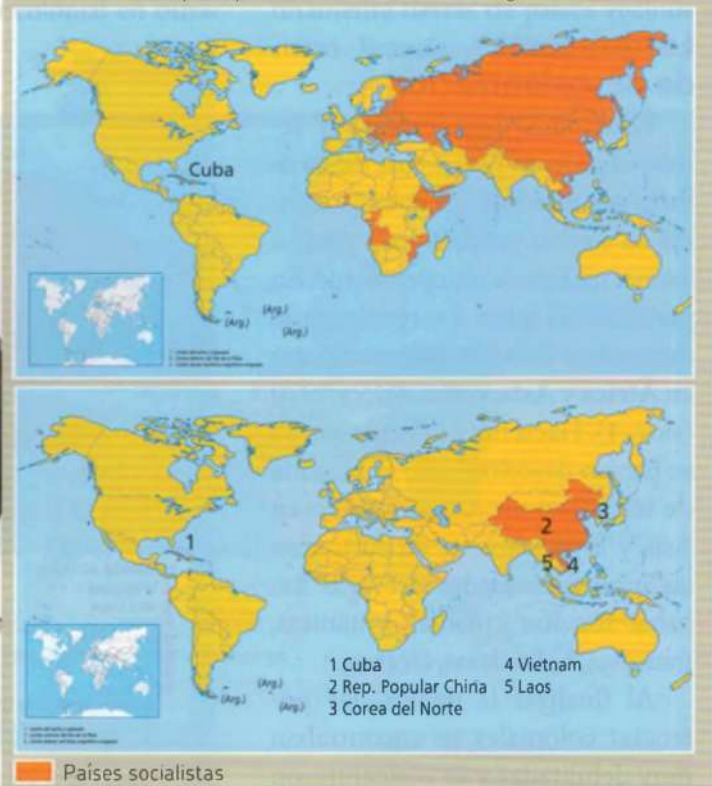 Cuba
(Arg.)
(Arg.)
(Arg.)
1
2
3
5
4
1 Cuba
2 Rep. Popular China
3 Corea del Norte
4 Vietnam
5 Laos
(Arg.)
(Arg.)
(Arg.)
Países socialistas